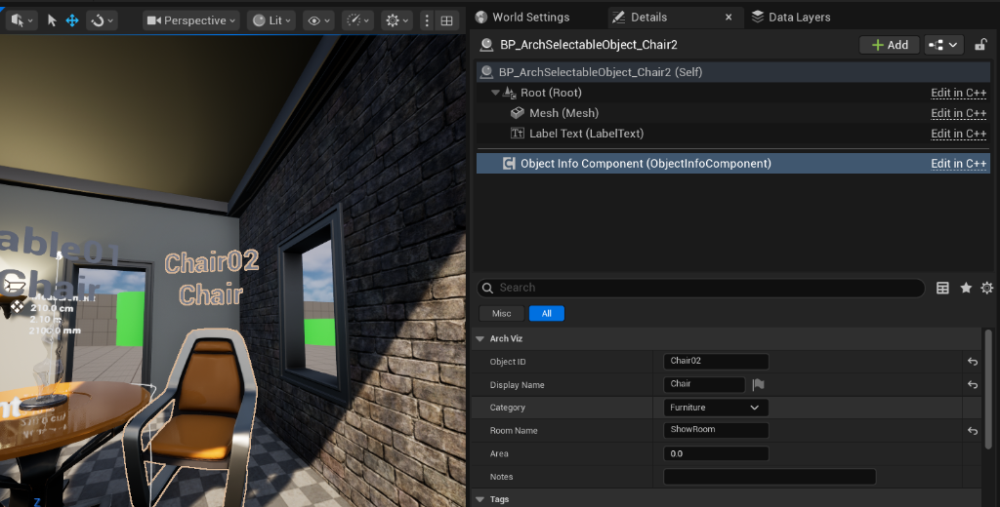 Perspective
Lit
World Settings
Details
Data Layers
BP_ArchSelectableObject_Chair2
Add
BP_ArchSelectableObject_Chair2 (Self)
Root (Root)
Edit in C++
Mesh (Mesh)
Edit in C++
Label Text (LabelText)
Edit in C++
Object Info Component (ObjectInfoComponent)
Edit in C++
Search
Misc
All
Arch Viz
Object ID
Chair02
Display Name
Chair
Category
Furniture
Room Name
ShowRoom
Area
0.0
Notes
Tags
able01
Chair
Chair02
Chair
210.0 cm
2.10 m
2100.0 mm
Z